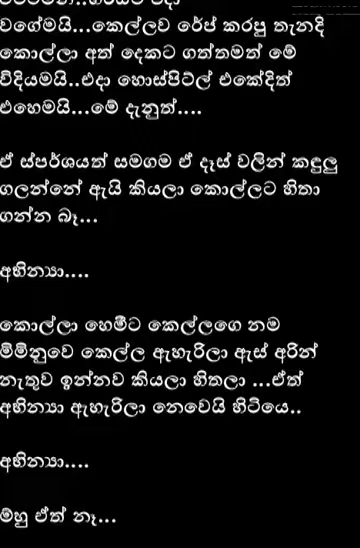 වගේමයි...කෙල්ලව රේප් කරපු තැනදි
කොල්ලා අත් දෙකට ගත්තමත් මේ
විදියමයි..එදා හොස්පිට්ල් එකේදිත්
එහෙමයි...මේ දැනුත්....
ඒ ස්පර්ශයත් සමගම ඒ දෑස් වලින් කඳුලු
ගලන්නේ ඇයි කියලා කොල්ලට හිතා
ගන්න බෑ...
අභින්‍යා....
කොල්ලා හෙමීට කෙල්ලගෙ නම
මිමිනුවෙ කෙල්ල ඇහැරිලා ඇස් අරින්
නැතුව ඉන්නව කියලා හිතලා ...ඒත්
අභින්‍යා ඇහැරිලා නෙවෙයි හිටියෙ..
අභින්‍යා....
ම්හු ඒත් නෑ...